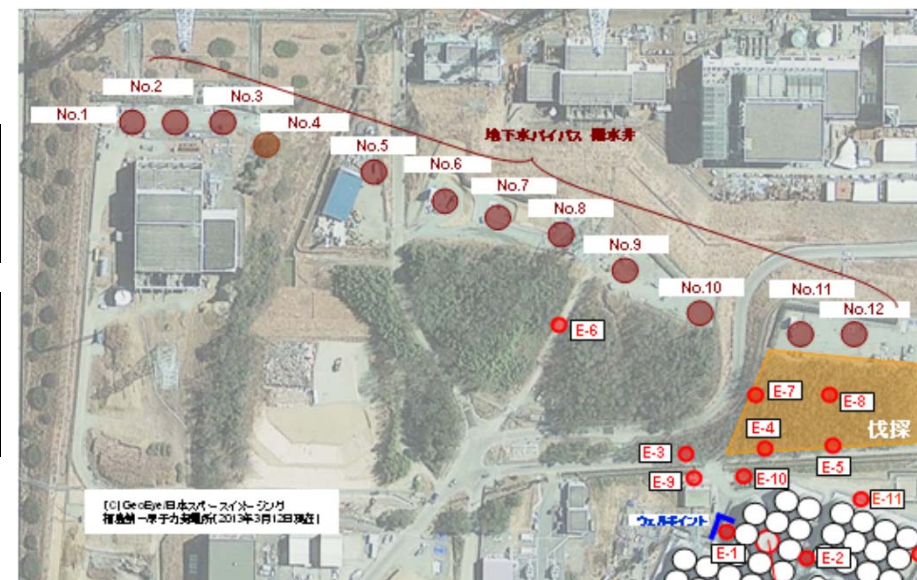 No.1
No.2
No.3
No.4
No.5
No.6
No.7
No.8
No.9
No.10
No.11
No.12
地下水バイパス 揚水井
E-6
E-7
E-8
E-4
伐採
E-3
E-5
E-9
E-10
E-11
ウェルポイント
E-1
E-2
(C)GeoEye/日本スペースイメージング
福島第一原子力発電所(2013年3月12日現在)